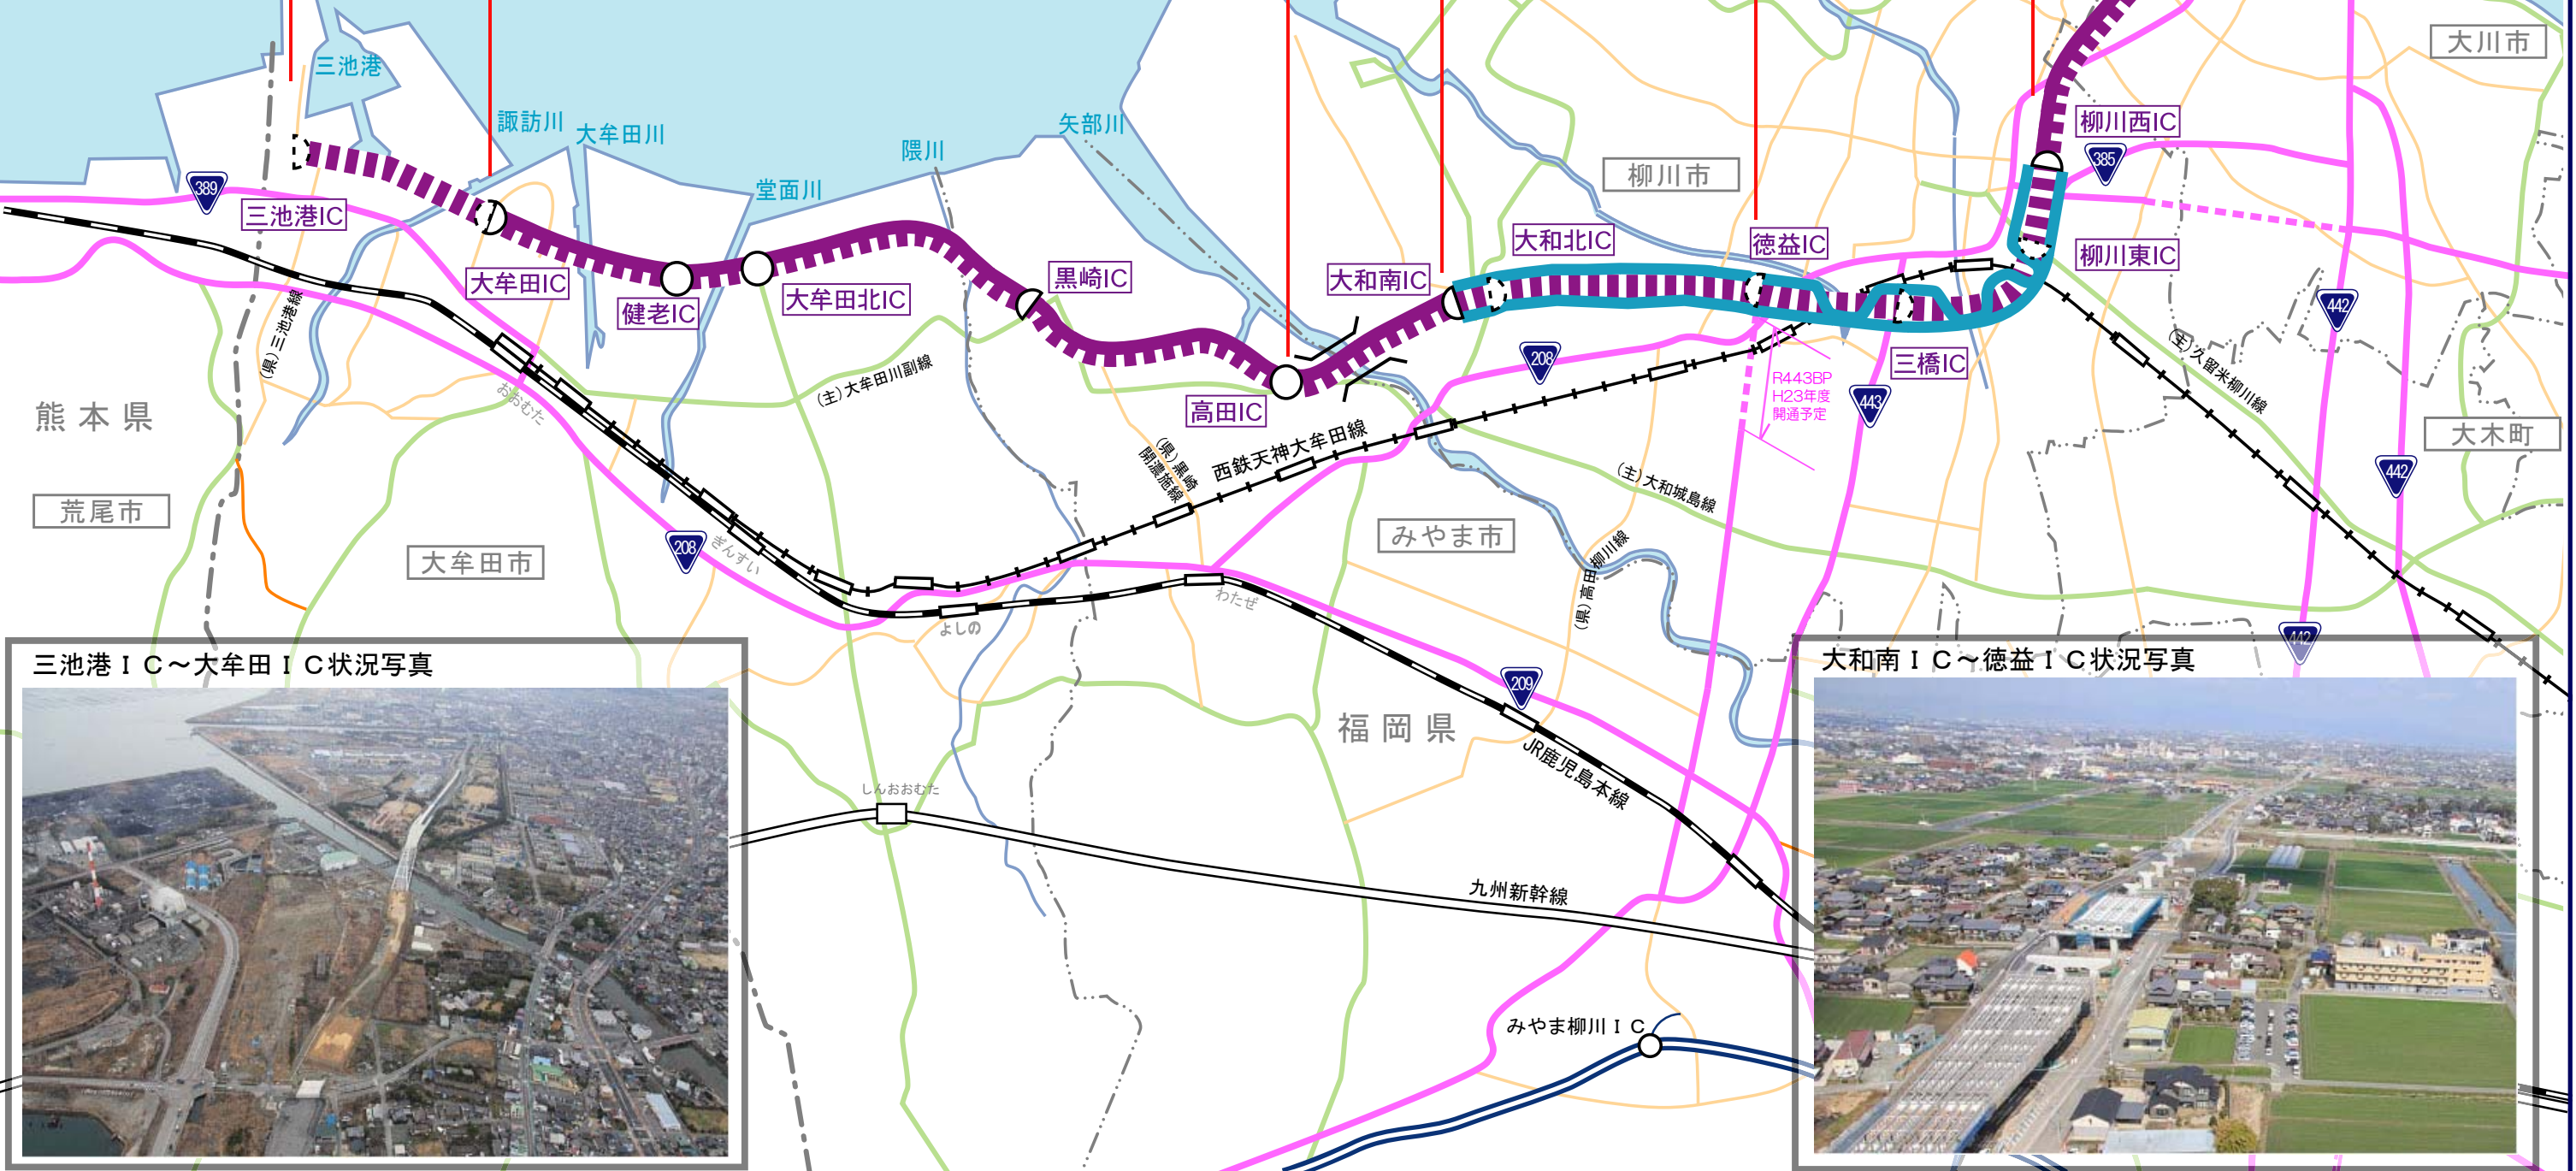 大川市
三池港
柳川西IC
諏訪川
大牟田川
矢部川
隈川
385
柳川市
389
堂面川
三池港IC
大和北IC
徳益IC
柳川東IC
大牟田IC
健老IC
大牟田北IC
黒崎IC
大和南IC
442
(県)三池港線
208
三橋IC
(主)久留米柳川線
(主)大牟田川副線
おおむた
R443BP
H23年度
開通予定
443
高田IC
熊本県
西鉄天神大牟田線
大木町
(県)黒崎
開濃施線
442
(主)大和城島線
荒尾市
みやま市
大牟田市
208
ぎんすい
(県)高田柳川線
わたぜ
よしの
442
三池港ＩＣ～大牟田ＩＣ状況写真
大和南ＩＣ～徳益ＩＣ状況写真
209
福岡県
JR鹿児島本線
しんおおむた
九州新幹線
みやま柳川ＩＣ